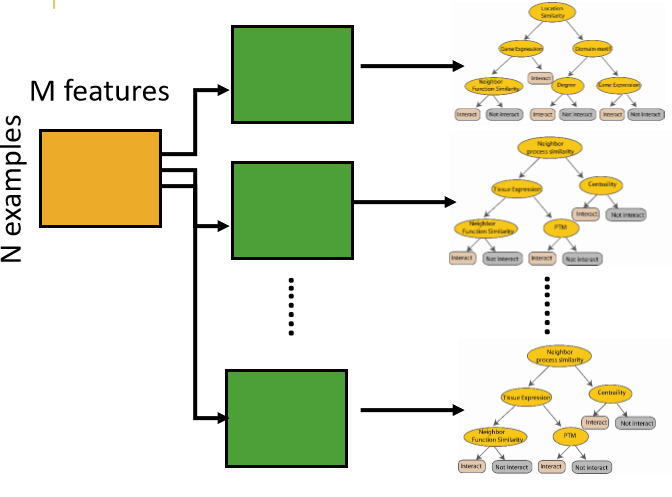 M features
N examples
Location
Similarity
Gene Expression
Domain-motif
Neighbor
Function Similarity
Interact
Degree
Gene Expression
Interact
Not Interact
Interact
Not Interact
Interact
Not Interact
Neighbor
process similarity
Tissue Expression
Centraility
Interact
Not Interact
Neighbor
Function Similarity
PTM
Interact
Not Interact
Interact
Not Interact
Neighbor
process similarity
Tissue Expression
Centraility
Interact
Not Interact
Neighbor
Function Similarity
PTM
Interact
Not Interact
Interact
Not Interact